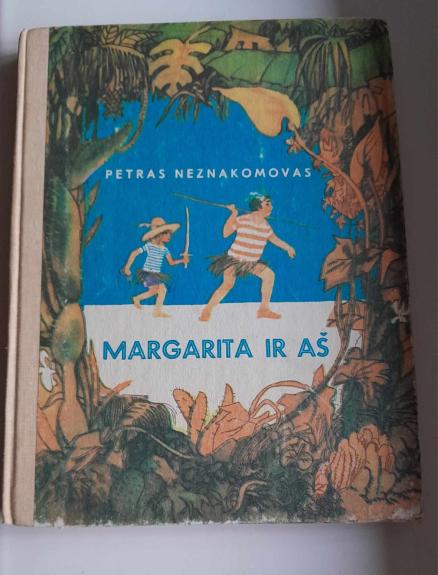 PETRAS NEZNAKOMOVAS
MARGARITA IR AŠ